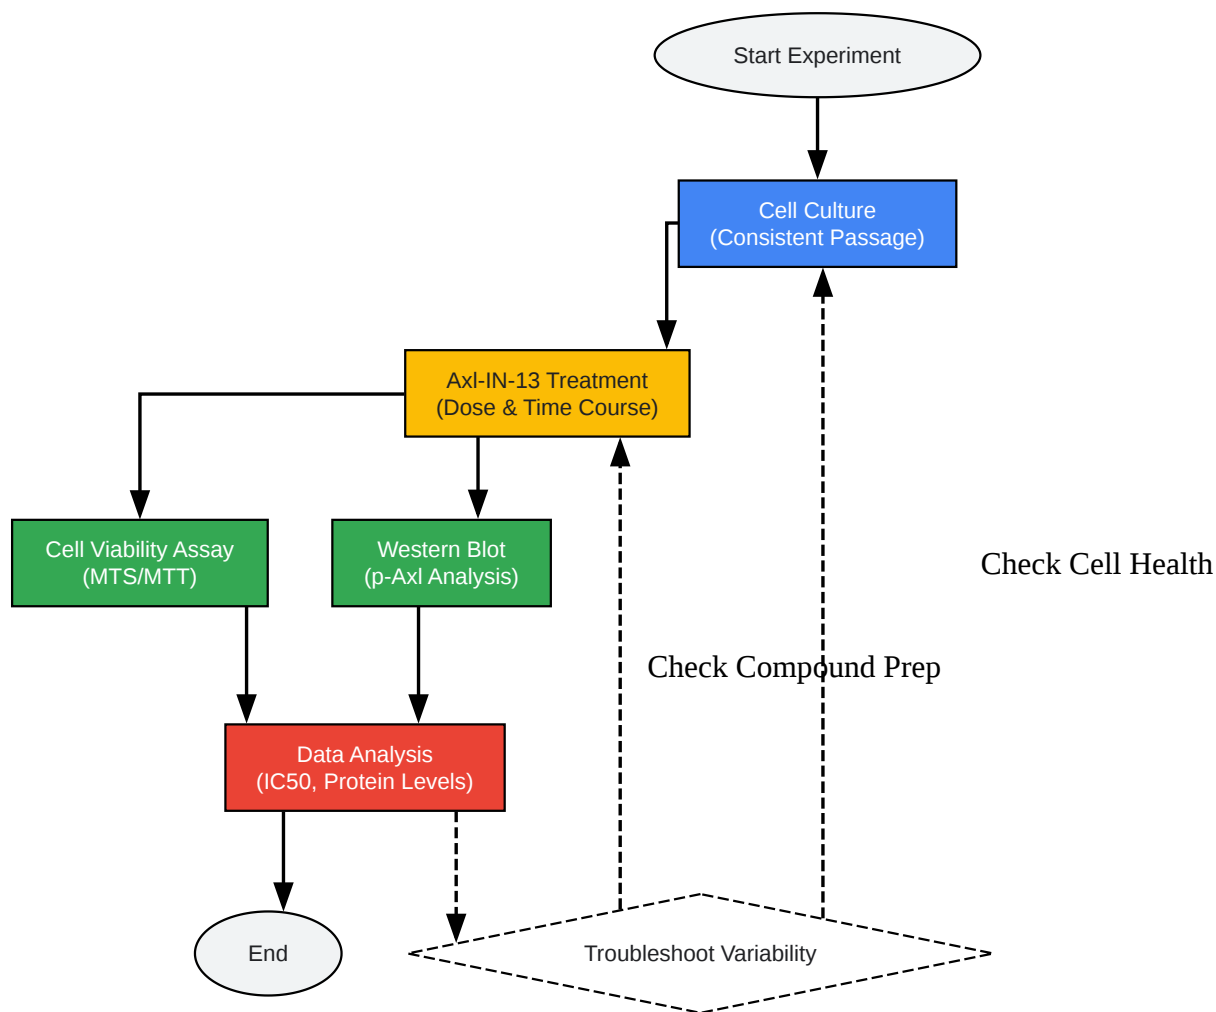 Start Experiment
Cell Culture
(Consistent Passage)
Axl-IN-13 Treatment
(Dose & Time Course)
Cell Viability Assay
(MTS/MTT)
Western Blot
(p-Axl Analysis)
Check Cell Health
Check Compound Prep
Data Analysis
(IC50, Protein Levels)
End
Troubleshoot Variability